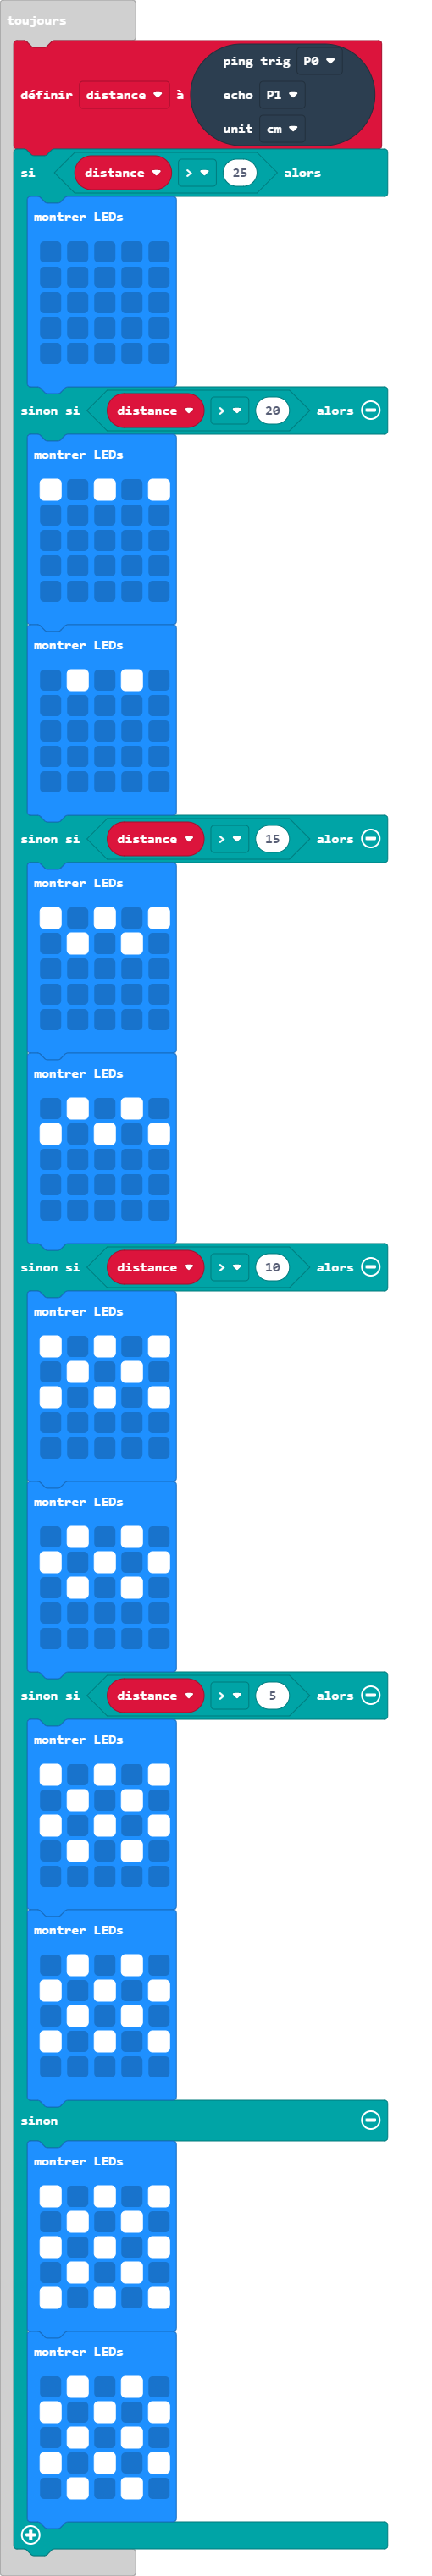 toujours
définir distance à ping trig P0
echo P1
unit cm
si distance > 25 alors
montrer LEDs
sinon si distance > 20 alors
montrer LEDs
montrer LEDs
sinon si distance > 15 alors
montrer LEDs
montrer LEDs
sinon si distance > 10 alors
montrer LEDs
montrer LEDs
sinon si distance > 5 alors
montrer LEDs
montrer LEDs
sinon
montrer LEDs
montrer LEDs